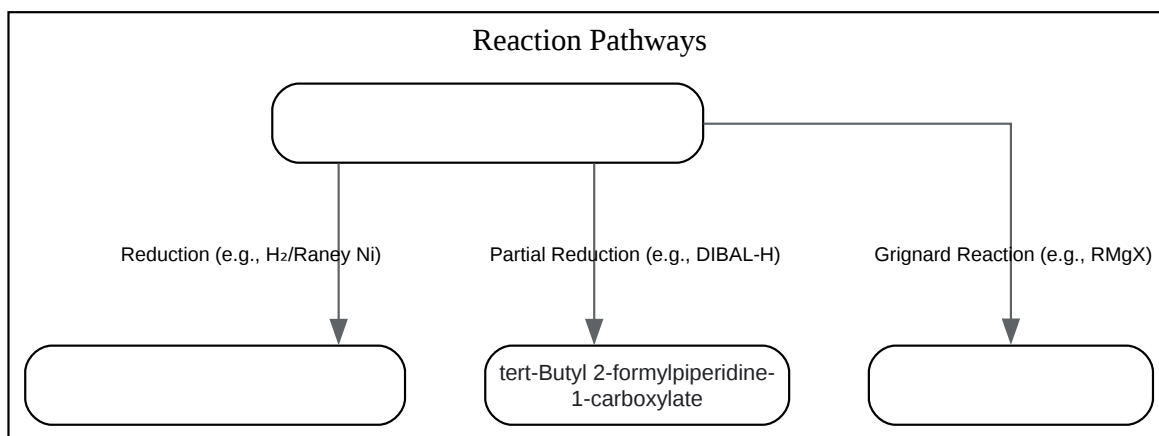 Reaction Pathways
Reduction (e.g., H₂/Raney Ni)
Partial Reduction (e.g., DIBAL-H)
Grignard Reaction (e.g., RMgX)
tert-Butyl 2-formylpiperidine-
1-carboxylate